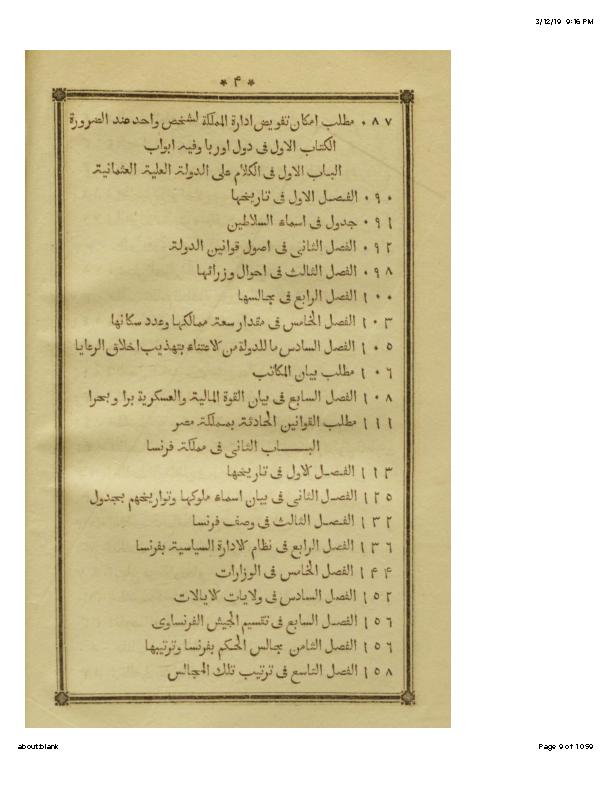 3/12/19 9:16 PM
* ۴ *
٠٨٧ مطلب امكان تفويض ادارة المملكة لشخص واحد عند الضرورة
الكتاب الاول فى دول اوربا وفيه ابواب
الباب الاول فى الكلام على الدولة العلية العثمانية
٠٩٠ الفصل الاول فى تاريخها
٠٩١ جدول فى اسماء السلاطين
٠٩٢ الفصل الثانى فى اصول قوانين الدولة
٠٩٨ الفصل الثالث فى احوال وزرائها
١٠٠ الفصل الرابع فى مجالسها
١٠٣ الفصل الخامس فى مقدار سعة ممالكها وعدد سكانها
١٠٥ الفصل السادس ما للدولة من الاعتناء بتهذيب اخلاق الرعايا
١٠٦ مطلب بيان المكاتب
١٠٨ الفصل السابع فى بيان القوة المالية والعسكرية برا وبحرا
١١١ مطلب القوانين الحادثة بمملكة مصر
البـــاب الثانى فى مملكة فرنسا
١١٣ الفصل الاول فى تاريخها
١٢٥ الفصل الثانى فى بيان اسماء ملوكها وتواريخهم بجدول
١٣٢ الفصل الثالث فى وصف فرنسا
١٣٦ الفصل الرابع فى نظام الادارة السياسية بفرنسا
١۴۴ الفصل الخامس فى الوزارات
١٥٢ الفصل السادس فى ولايات الايالات
١٥٦ الفصل السابع فى تقسيم الجيش الفرنساوى
١٥٦ الفصل الثامن مجالس الحكم بفرنسا وترتيبها
١٥٨ الفصل التاسع فى ترتيب تلك المجالس
about:blank
Page 9 of 1059